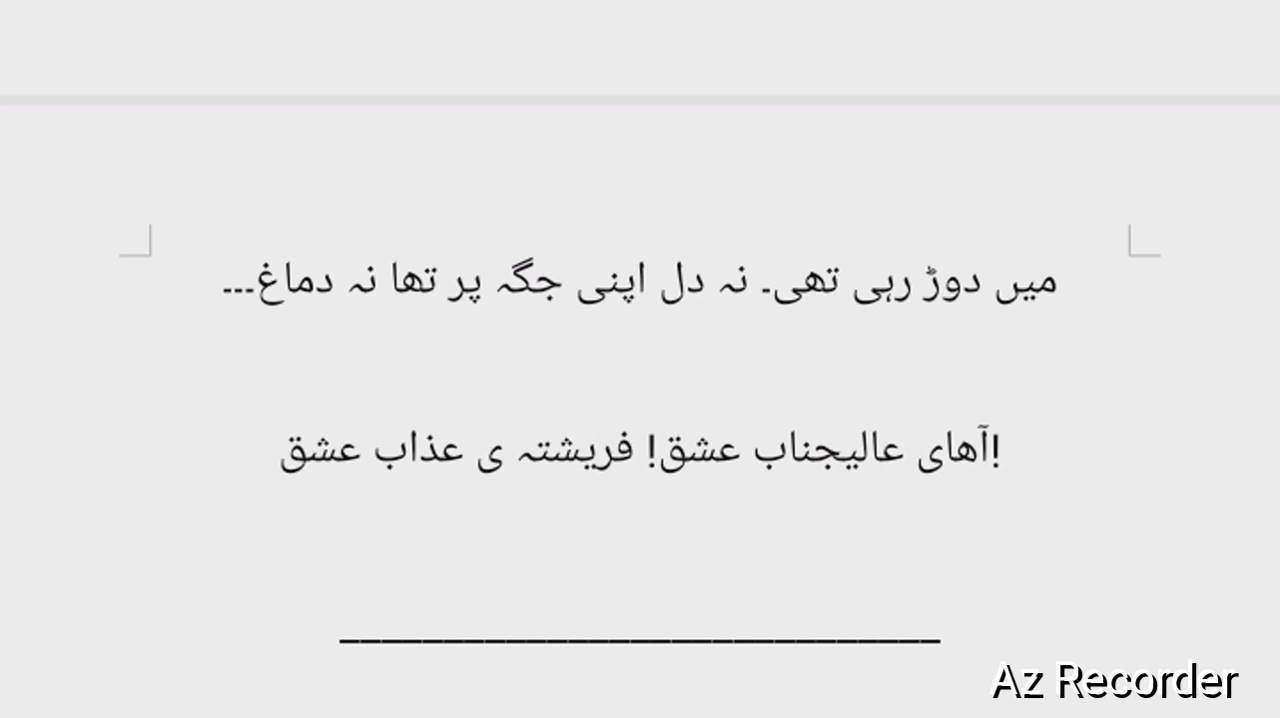 میں دوڑ رہی تھی۔ نہ دل اپنی جگہ پر تھا نہ دماغ۔۔۔
آھای عالیجناب عشق! فریشتہ ی عذاب عشق!
Az Recorder